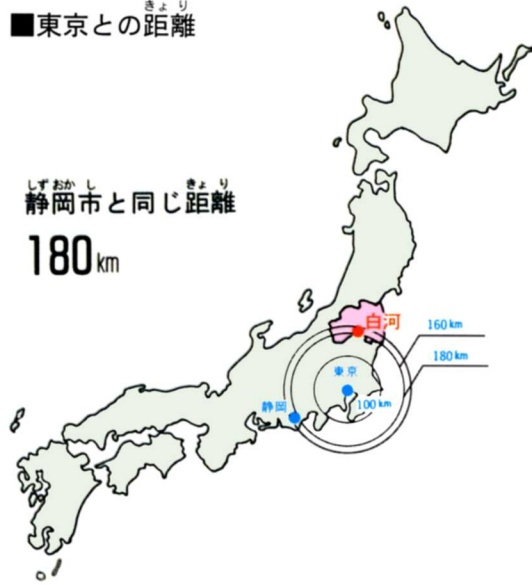 ■東京との距離
きょり
静岡市と同じ距離
しずおかし きょり
180km
白河
160km
180km
東京
静岡
100km